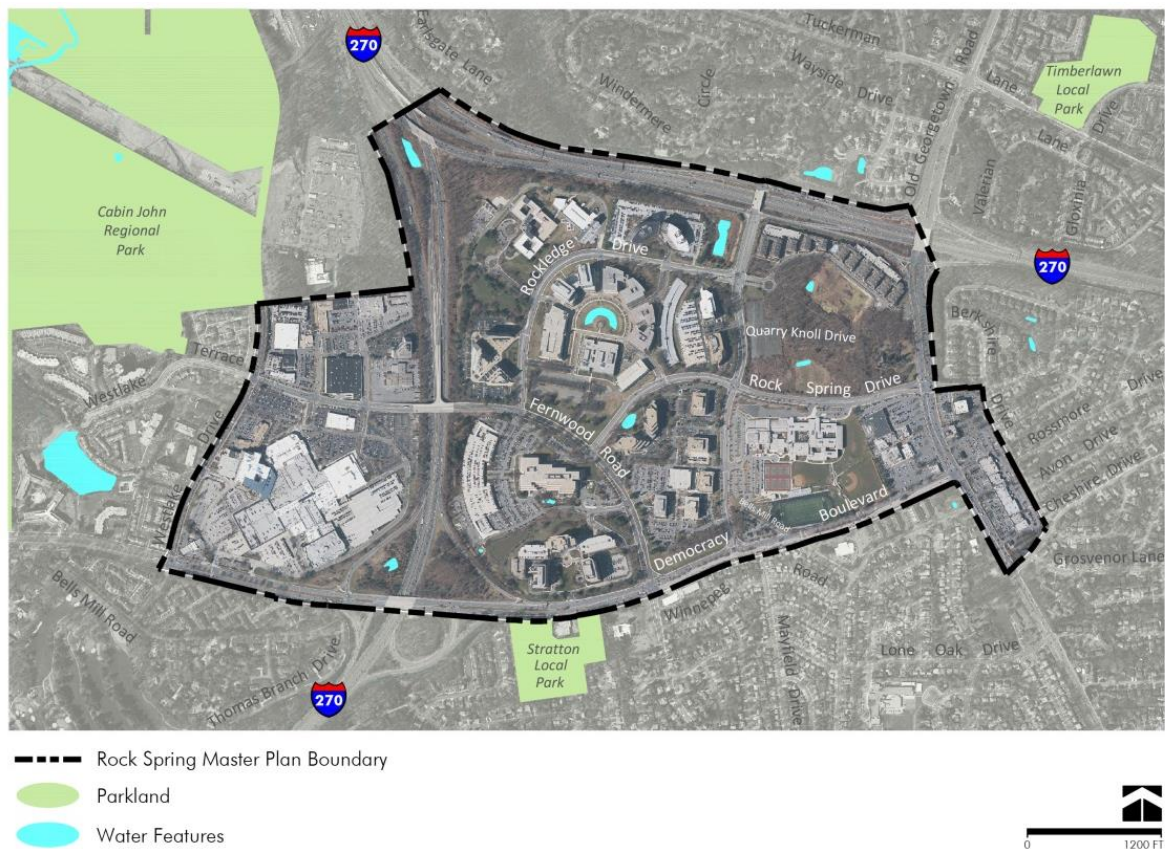 270
Earlsgate Lane
Tuckerman
Lane
Wayside Drive
Windermere
Circle
Old Georgetown Road
Timberlawn
Local
Park
Lane
Drive
Valerian
Gloxinia
Cabin John
Regional
Park
Rockledge
Drive
270
Quarry Knoll Drive
Berkshire
Drive
Westlake
Terrace
Rock Spring Drive
Fernwood
Road
Rossmore
Drive
Avon Drive
Cheshire Drive
Westlake
Drive
Bells Mill Road
Boulevard
Democracy
Grosvenor Lane
Bells Mill Road
Winnepeg
Road
Mayfield Drive
Lone Oak Drive
Stratton
Local
Park
Thomas Branch Drive
270
Rock Spring Master Plan Boundary
Parkland
Water Features
0 1200 FT